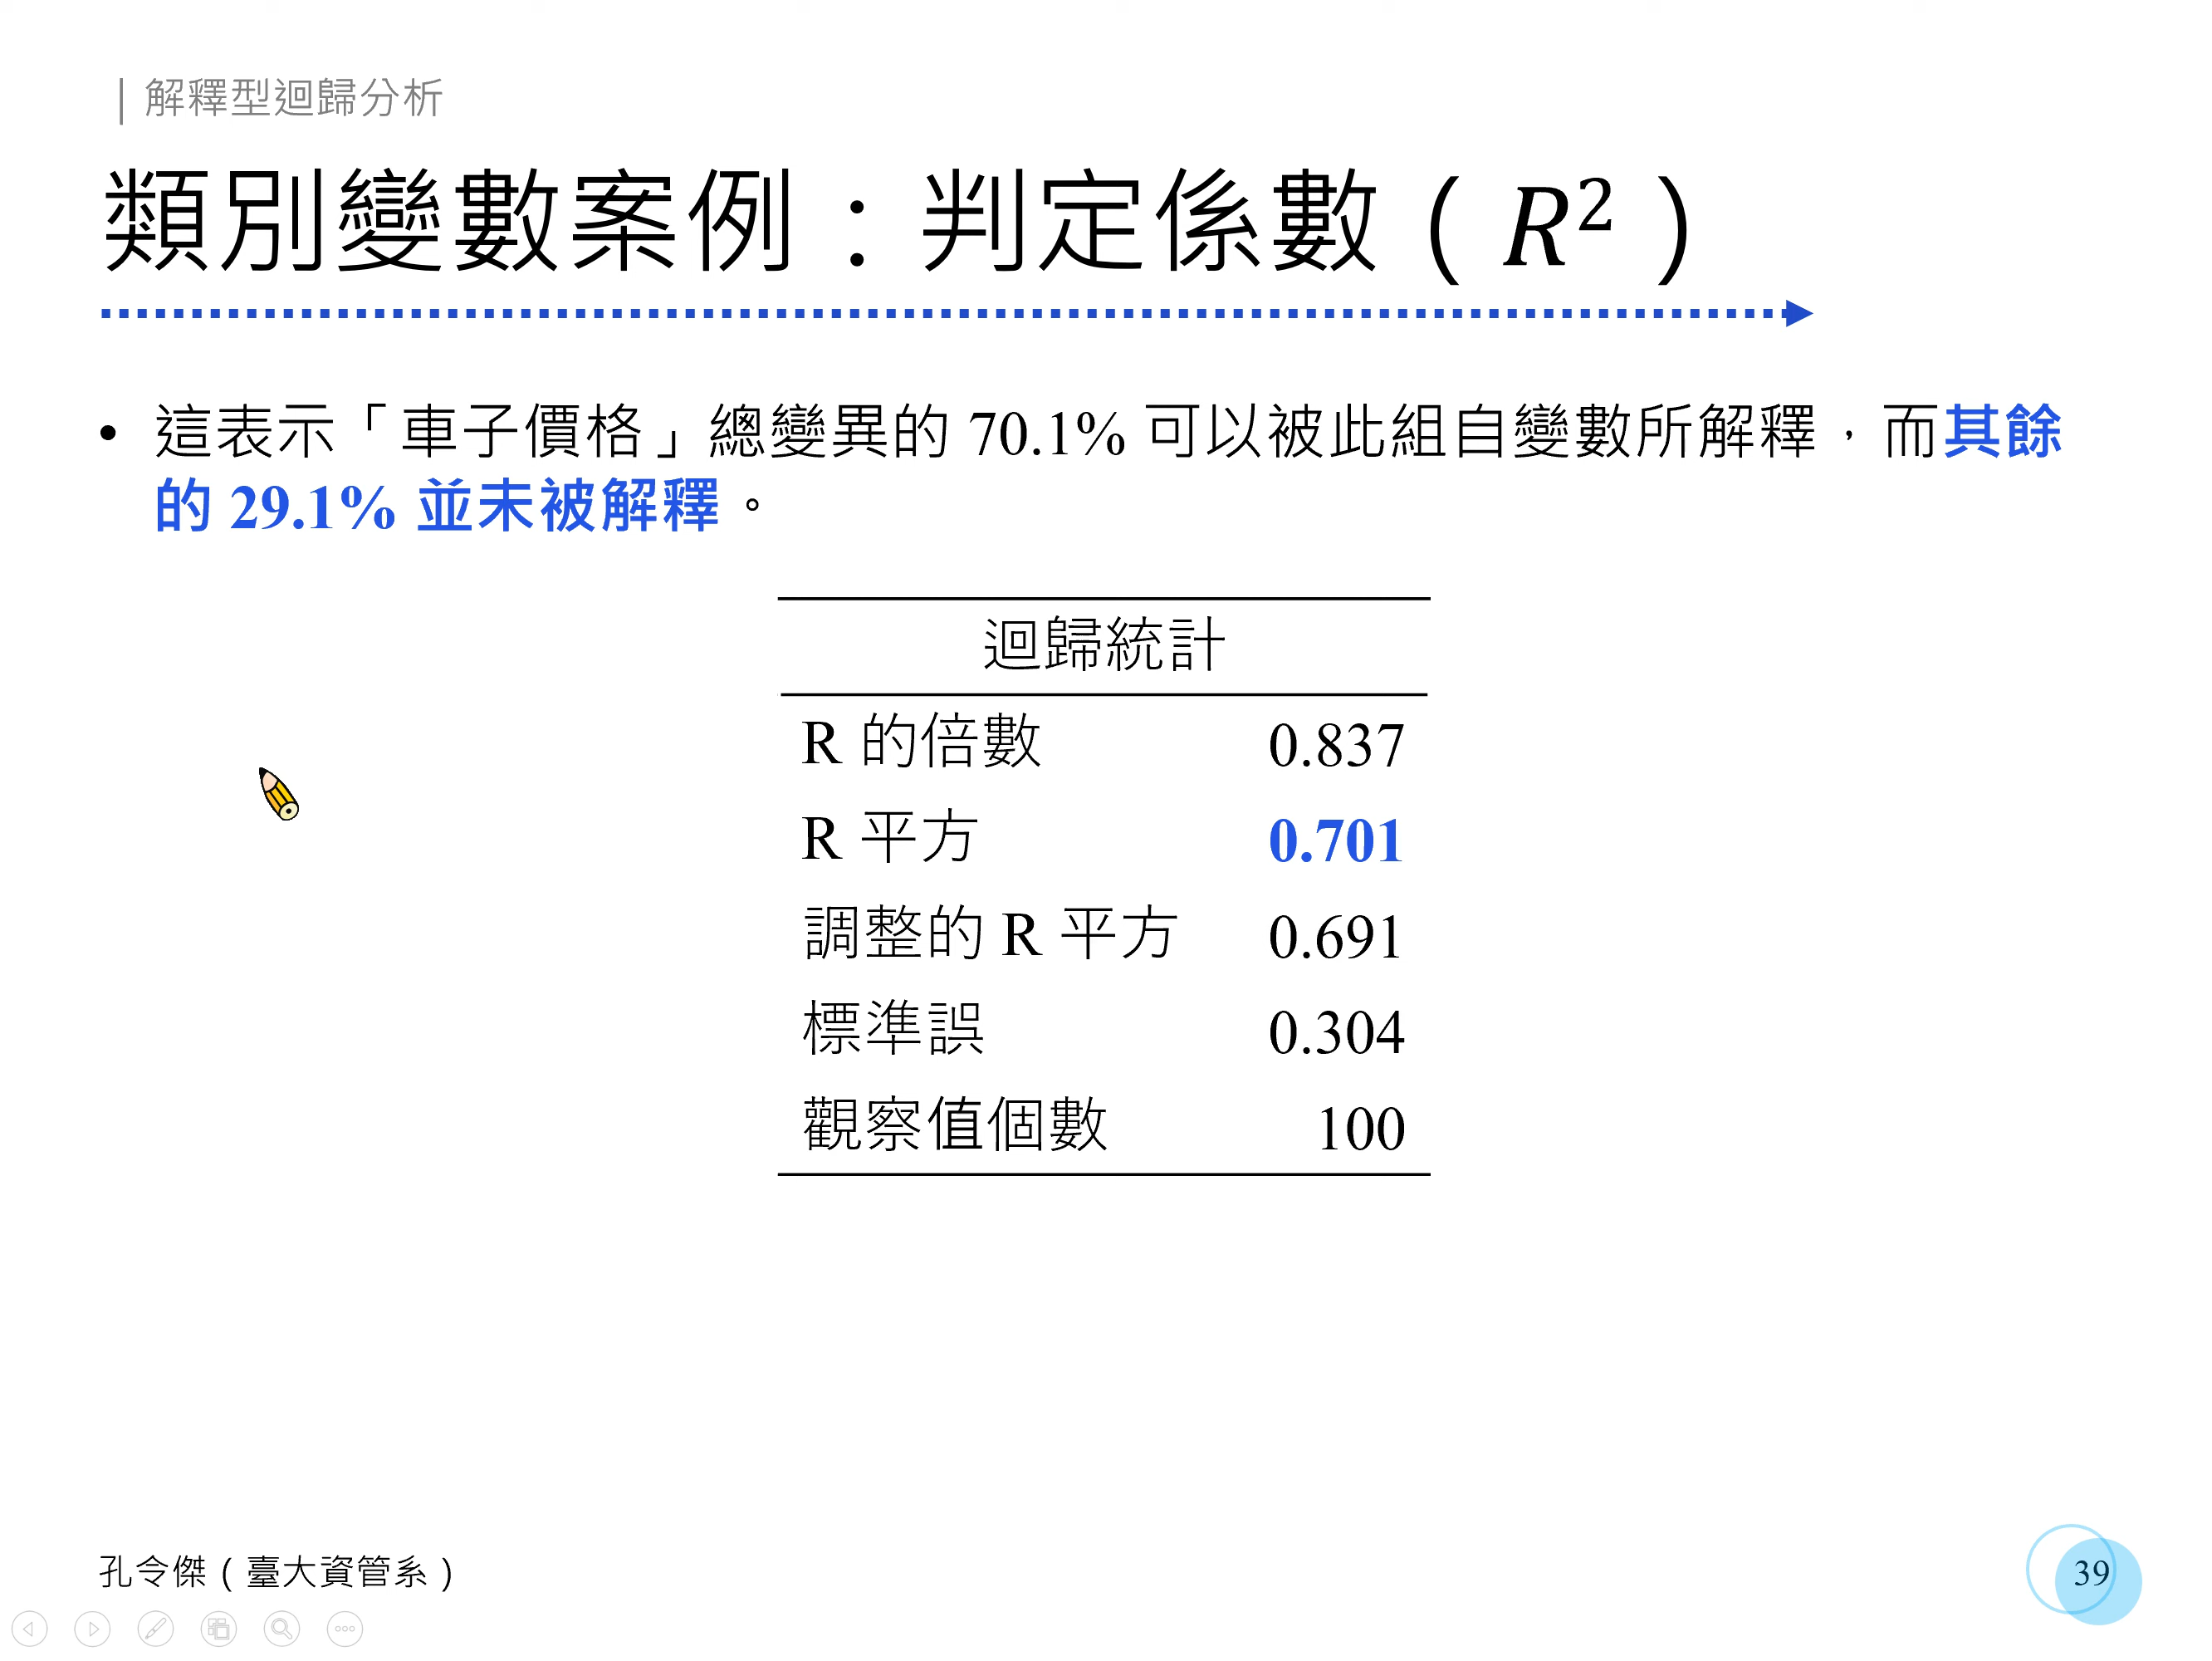 解釋型迴歸分析
類別變數案例：判定係數（R²）
• 這表示「車子價格」總變異的 70.1% 可以被此組自變數所解釋，而其餘
的 29.1% 並未被解釋。
迴歸統計
R 的倍數 0.837
R 平方 0.701
調整的 R 平方 0.691
標準誤 0.304
觀察值個數 100
孔令傑（臺大資管系）
39